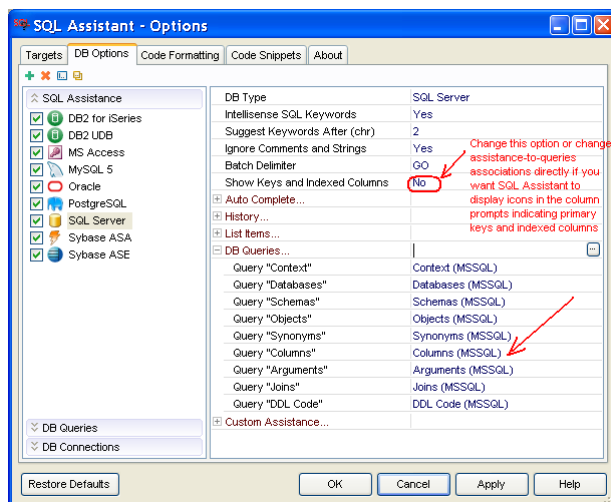 SQL Assistant - Options
Targets
DB Options
Code Formatting
Code Snippets
About
SQL Assistance
DB2 for iSeries
DB2 UDB
MS Access
MySQL 5
Oracle
PostgreSQL
SQL Server
Sybase ASA
Sybase ASE
DB Queries
DB Connections
DB Type SQL Server
Intellisense SQL Keywords Yes
Suggest Keywords After (chr) 2
Ignore Comments and Strings Yes
Batch Delimiter GO
Show Keys and Indexed Columns No
Auto Complete...
History...
List Items...
DB Queries... ...
Query "Context" Context (MSSQL)
Query "Databases" Databases (MSSQL)
Query "Schemas" Schemas (MSSQL)
Query "Objects" Objects (MSSQL)
Query "Synonyms" Synonyms (MSSQL)
Query "Columns" Columns (MSSQL)
Query "Arguments" Arguments (MSSQL)
Query "Joins" Joins (MSSQL)
Query "DDL Code" DDL Code (MSSQL)
Custom Assistance...
Change this option or change
assistance-to-queries
associations directly if you
want SQL Assistant to
display icons in the column
prompts indicating primary
keys and indexed columns
Restore Defaults
OK
Cancel
Apply
Help